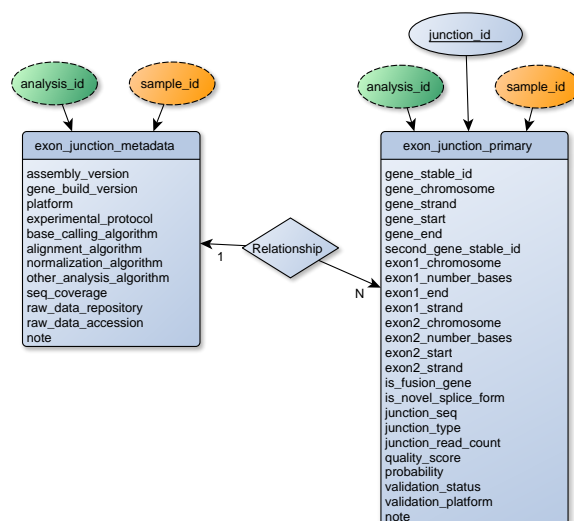 junction_id
analysis_id
sample_id
analysis_id
sample_id
exon_junction_metadata
assembly_version
gene_build_version
platform
experimental_protocol
base_calling_algorithm
alignment_algorithm
normalization_algorithm
other_analysis_algorithm
seq_coverage
raw_data_repository
raw_data_accession
note
Relationship
1
N
exon_junction_primary
gene_stable_id
gene_chromosome
gene_strand
gene_start
gene_end
second_gene_stable_id
exon1_chromosome
exon1_number_bases
exon1_end
exon1_strand
exon2_chromosome
exon2_number_bases
exon2_start
exon2_strand
is_fusion_gene
is_novel_splice_form
junction_seq
junction_type
junction_read_count
quality_score
probability
validation_status
validation_platform
note